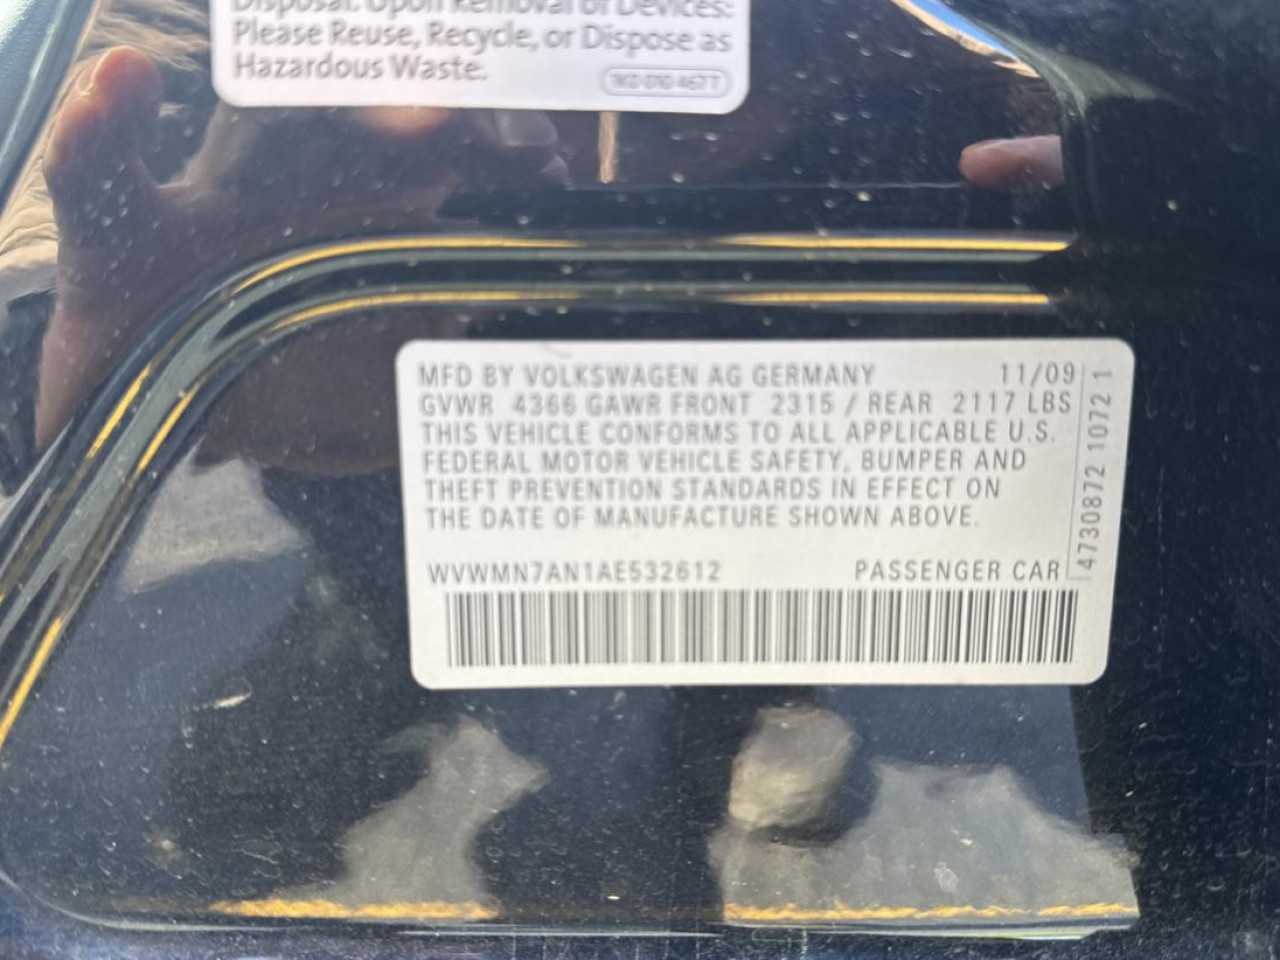 Disposal. Upon Removal of Devices:
Please Reuse, Recycle, or Dispose as
Hazardous Waste.
1K0 010 467 T
MFD BY VOLKSWAGEN AG GERMANY 11/09
GVWR 4366 GAWR FRONT 2315 / REAR 2117 LBS
THIS VEHICLE CONFORMS TO ALL APPLICABLE U.S.
FEDERAL MOTOR VEHICLE SAFETY, BUMPER AND
THEFT PREVENTION STANDARDS IN EFFECT ON
THE DATE OF MANUFACTURE SHOWN ABOVE.
WVWMN7AN1AE532612 PASSENGER CAR
4730872 1072 1